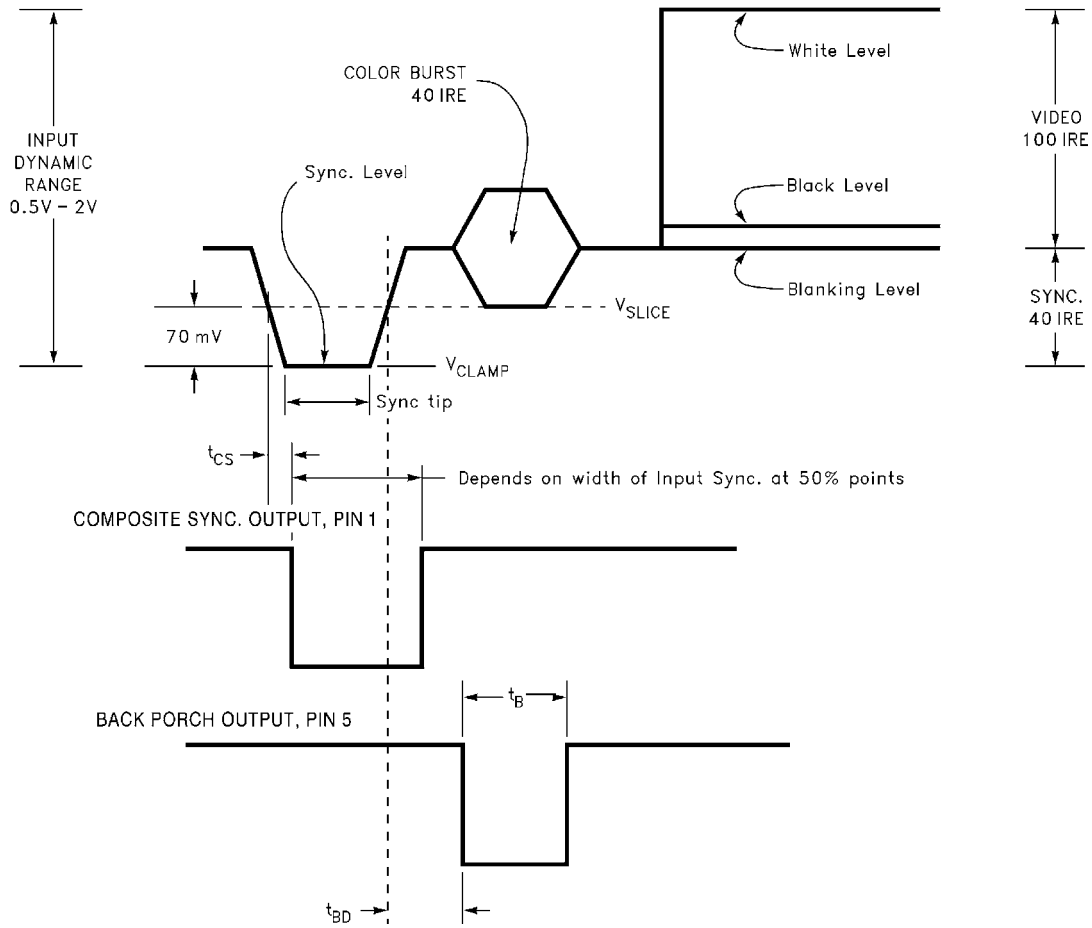 White Level
COLOR BURST
40 IRE
INPUT
DYNAMIC
RANGE
0.5V – 2V
VIDEO
100 IRE
Sync. Level
Black Level
Blanking Level
SYNC.
40 IRE
V_SLICE
70 mV
V_CLAMP
Sync tip
t_CS
Depends on width of Input Sync. at 50% points
COMPOSITE SYNC. OUTPUT, PIN 1
t_B
BACK PORCH OUTPUT, PIN 5
t_BD